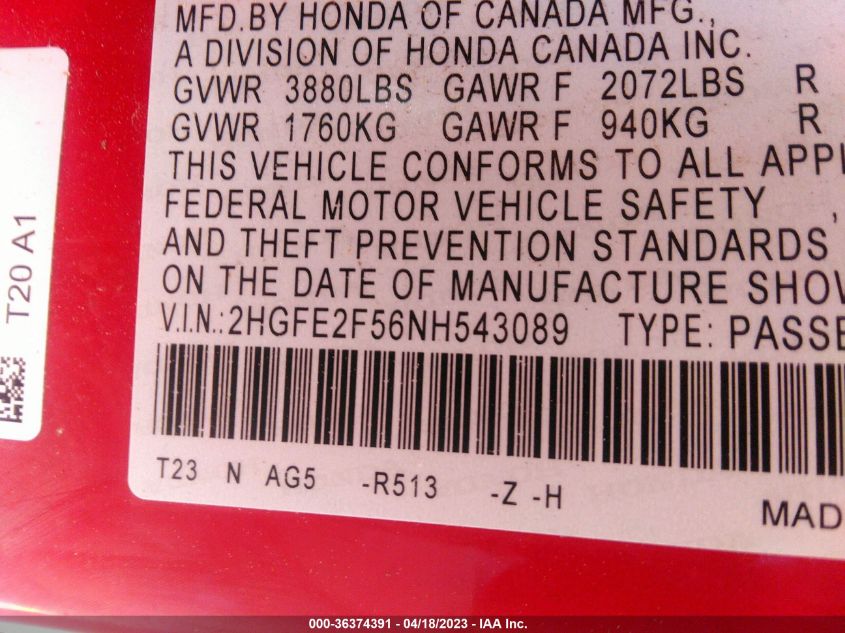 MFD.BY HONDA OF CANADA MFG.,
A DIVISION OF HONDA CANADA INC.
GVWR 3880LBS GAWR F 2072LBS R
GVWR 1760KG GAWR F 940KG R
THIS VEHICLE CONFORMS TO ALL APPL
FEDERAL MOTOR VEHICLE SAFETY ,
AND THEFT PREVENTION STANDARDS
ON THE DATE OF MANUFACTURE SHOW
V.I.N.:2HGFE2F56NH543089 TYPE: PASSE
T23 N AG5 -R513 -Z -H
MAD
T20 A1
000-36374391 - 04/18/2023 - IAA Inc.